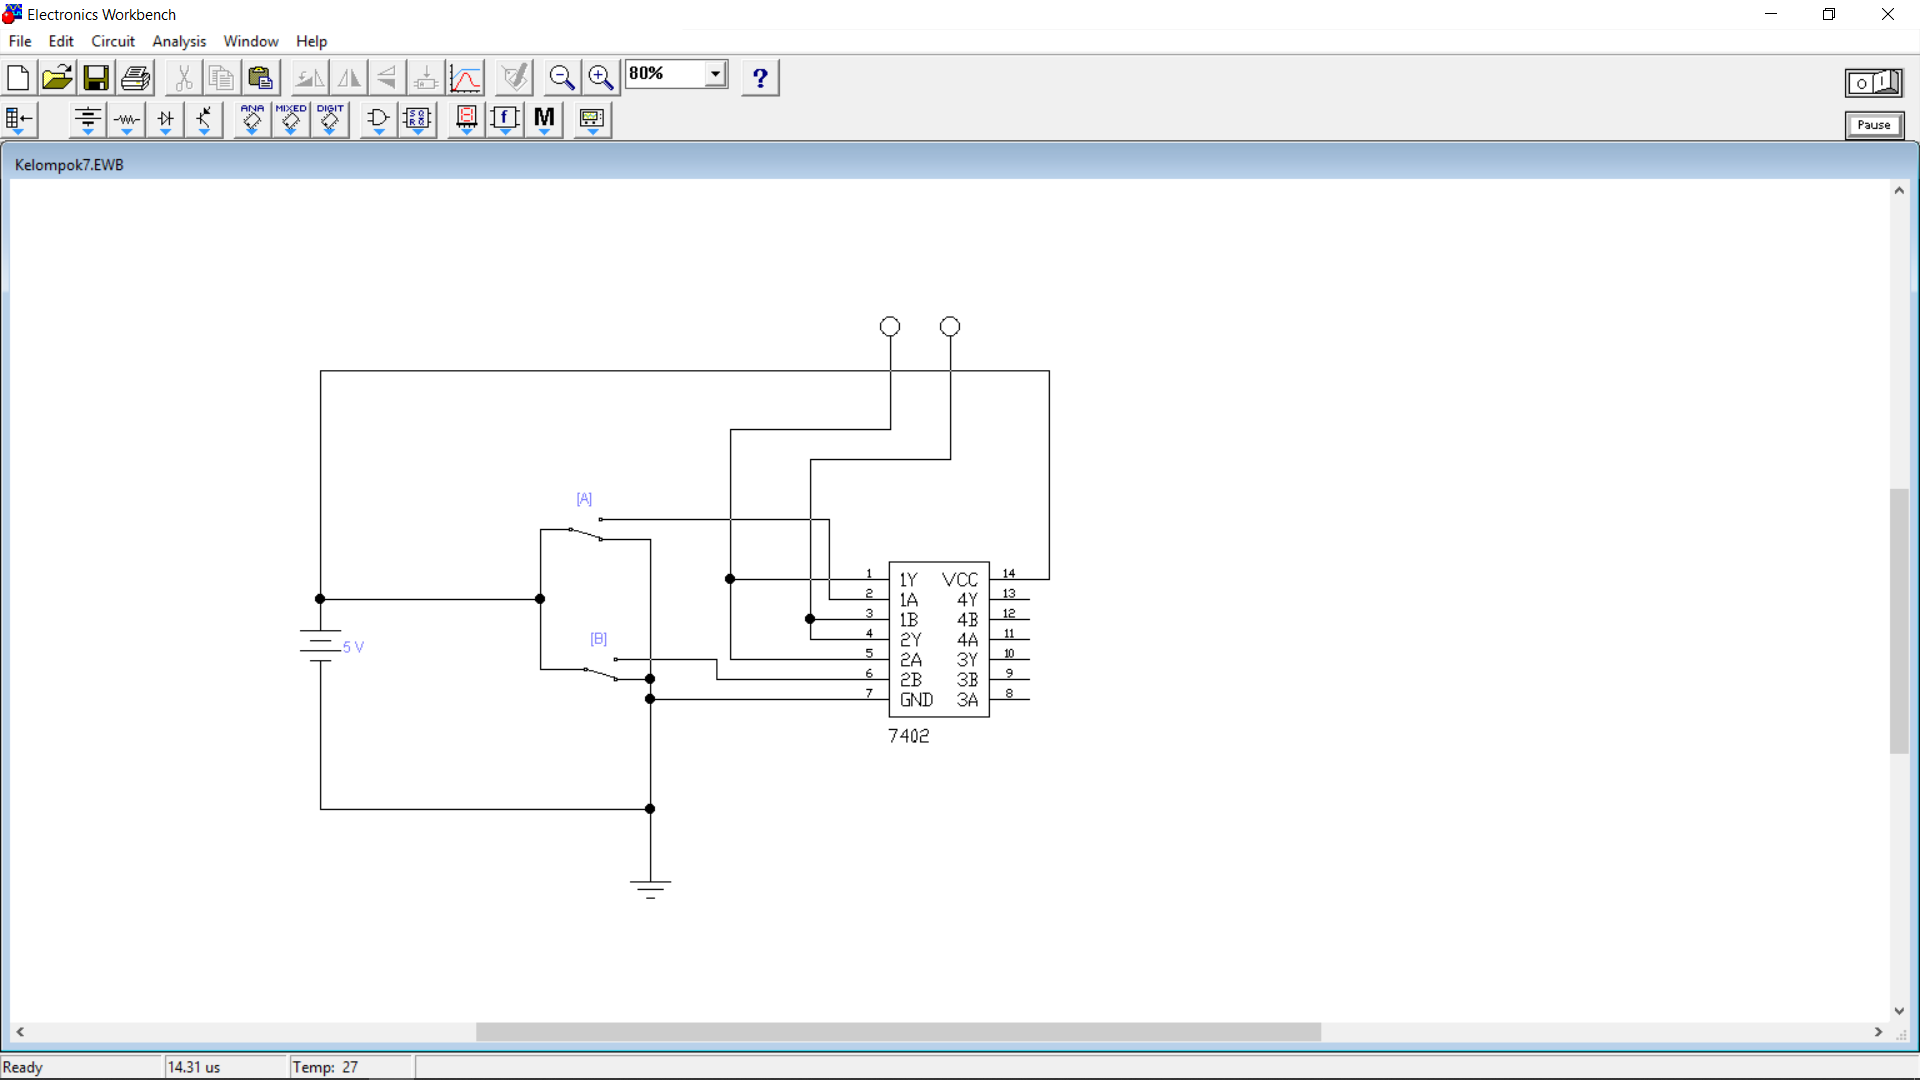 Electronics Workbench
File Edit Circuit Analysis Window Help
80%
?
Pause
ANA MIXED DIGIT
f M
Kelompok7.EWB
[A]
[B]
5 V
1 1Y VCC 14
2 1A 4Y 13
3 1B 4B 12
4 2Y 4A 11
5 2A 3Y 10
6 2B 3B 9
7 GND 3A 8
7402
Ready 14.31 us Temp: 27